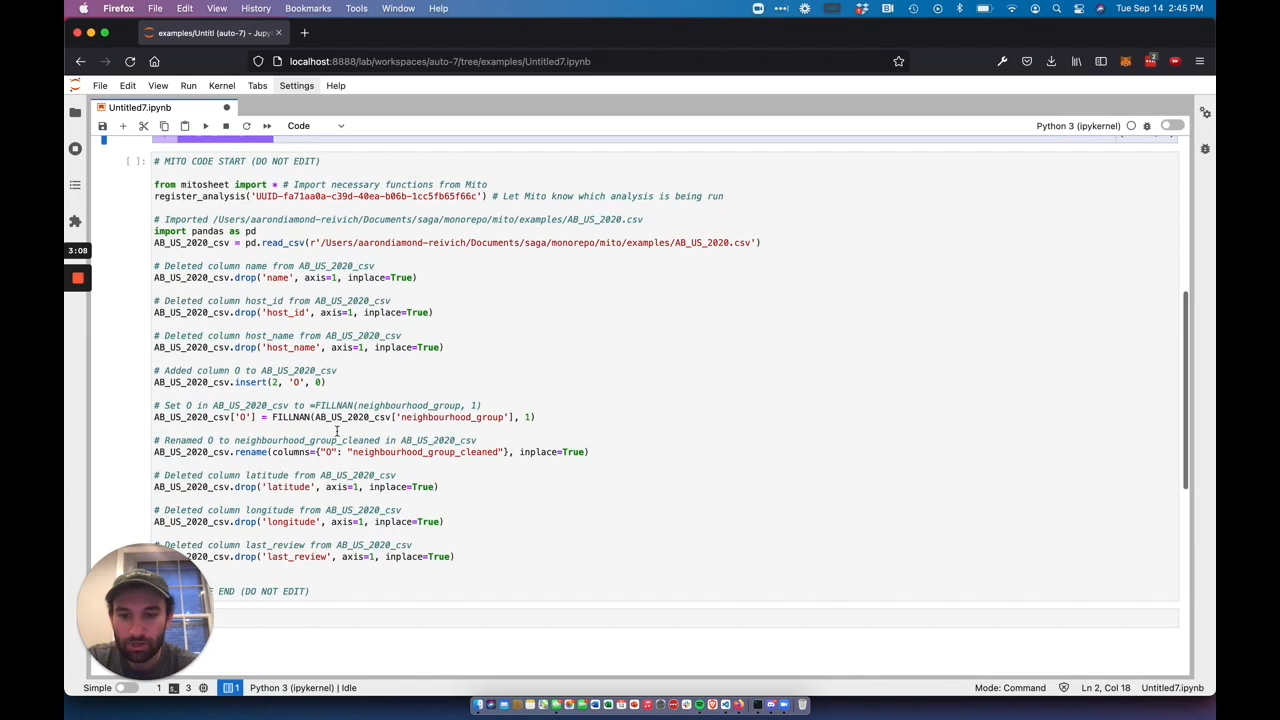 Firefox File Edit View History Bookmarks Tools Window Help Tue Sep 14 2:45 PM
examples/Untitl (auto-7) - Jupyt
localhost:8888/lab/workspaces/auto-7/tree/examples/Untitled7.ipynb
2
File Edit View Run Kernel Tabs Settings Help
Untitled7.ipynb
Code
Python 3 (ipykernel)
[ ]:
# MITO CODE START (DO NOT EDIT)
from mitosheet import * # Import necessary functions from Mito
register_analysis('UUID-fa71aa0a-c39d-40ea-b06b-1cc5fb65f66c') # Let Mito know which analysis is being run
# Imported /Users/aarondiamond-reivich/Documents/saga/monorepo/mito/examples/AB_US_2020.csv
import pandas as pd
AB_US_2020_csv = pd.read_csv(r'/Users/aarondiamond-reivich/Documents/saga/monorepo/mito/examples/AB_US_2020.csv')
3:08
# Deleted column name from AB_US_2020_csv
AB_US_2020_csv.drop('name', axis=1, inplace=True)
# Deleted column host_id from AB_US_2020_csv
AB_US_2020_csv.drop('host_id', axis=1, inplace=True)
# Deleted column host_name from AB_US_2020_csv
AB_US_2020_csv.drop('host_name', axis=1, inplace=True)
# Added column O to AB_US_2020_csv
AB_US_2020_csv.insert(2, 'O', 0)
# Set O in AB_US_2020_csv to =FILLNAN(neighbourhood_group, 1)
AB_US_2020_csv['O'] = FILLNAN(AB_US_2020_csv['neighbourhood_group'], 1)
# Renamed O to neighbourhood_group_cleaned in AB_US_2020_csv
AB_US_2020_csv.rename(columns={"O": "neighbourhood_group_cleaned"}, inplace=True)
# Deleted column latitude from AB_US_2020_csv
AB_US_2020_csv.drop('latitude', axis=1, inplace=True)
# Deleted column longitude from AB_US_2020_csv
AB_US_2020_csv.drop('longitude', axis=1, inplace=True)
# Deleted column last_review from AB_US_2020_csv
_US_2020_csv.drop('last_review', axis=1, inplace=True)
END (DO NOT EDIT)
Simple 1 3 1 Python 3 (ipykernel) | Idle Mode: Command Ln 2, Col 18 Untitled7.ipynb